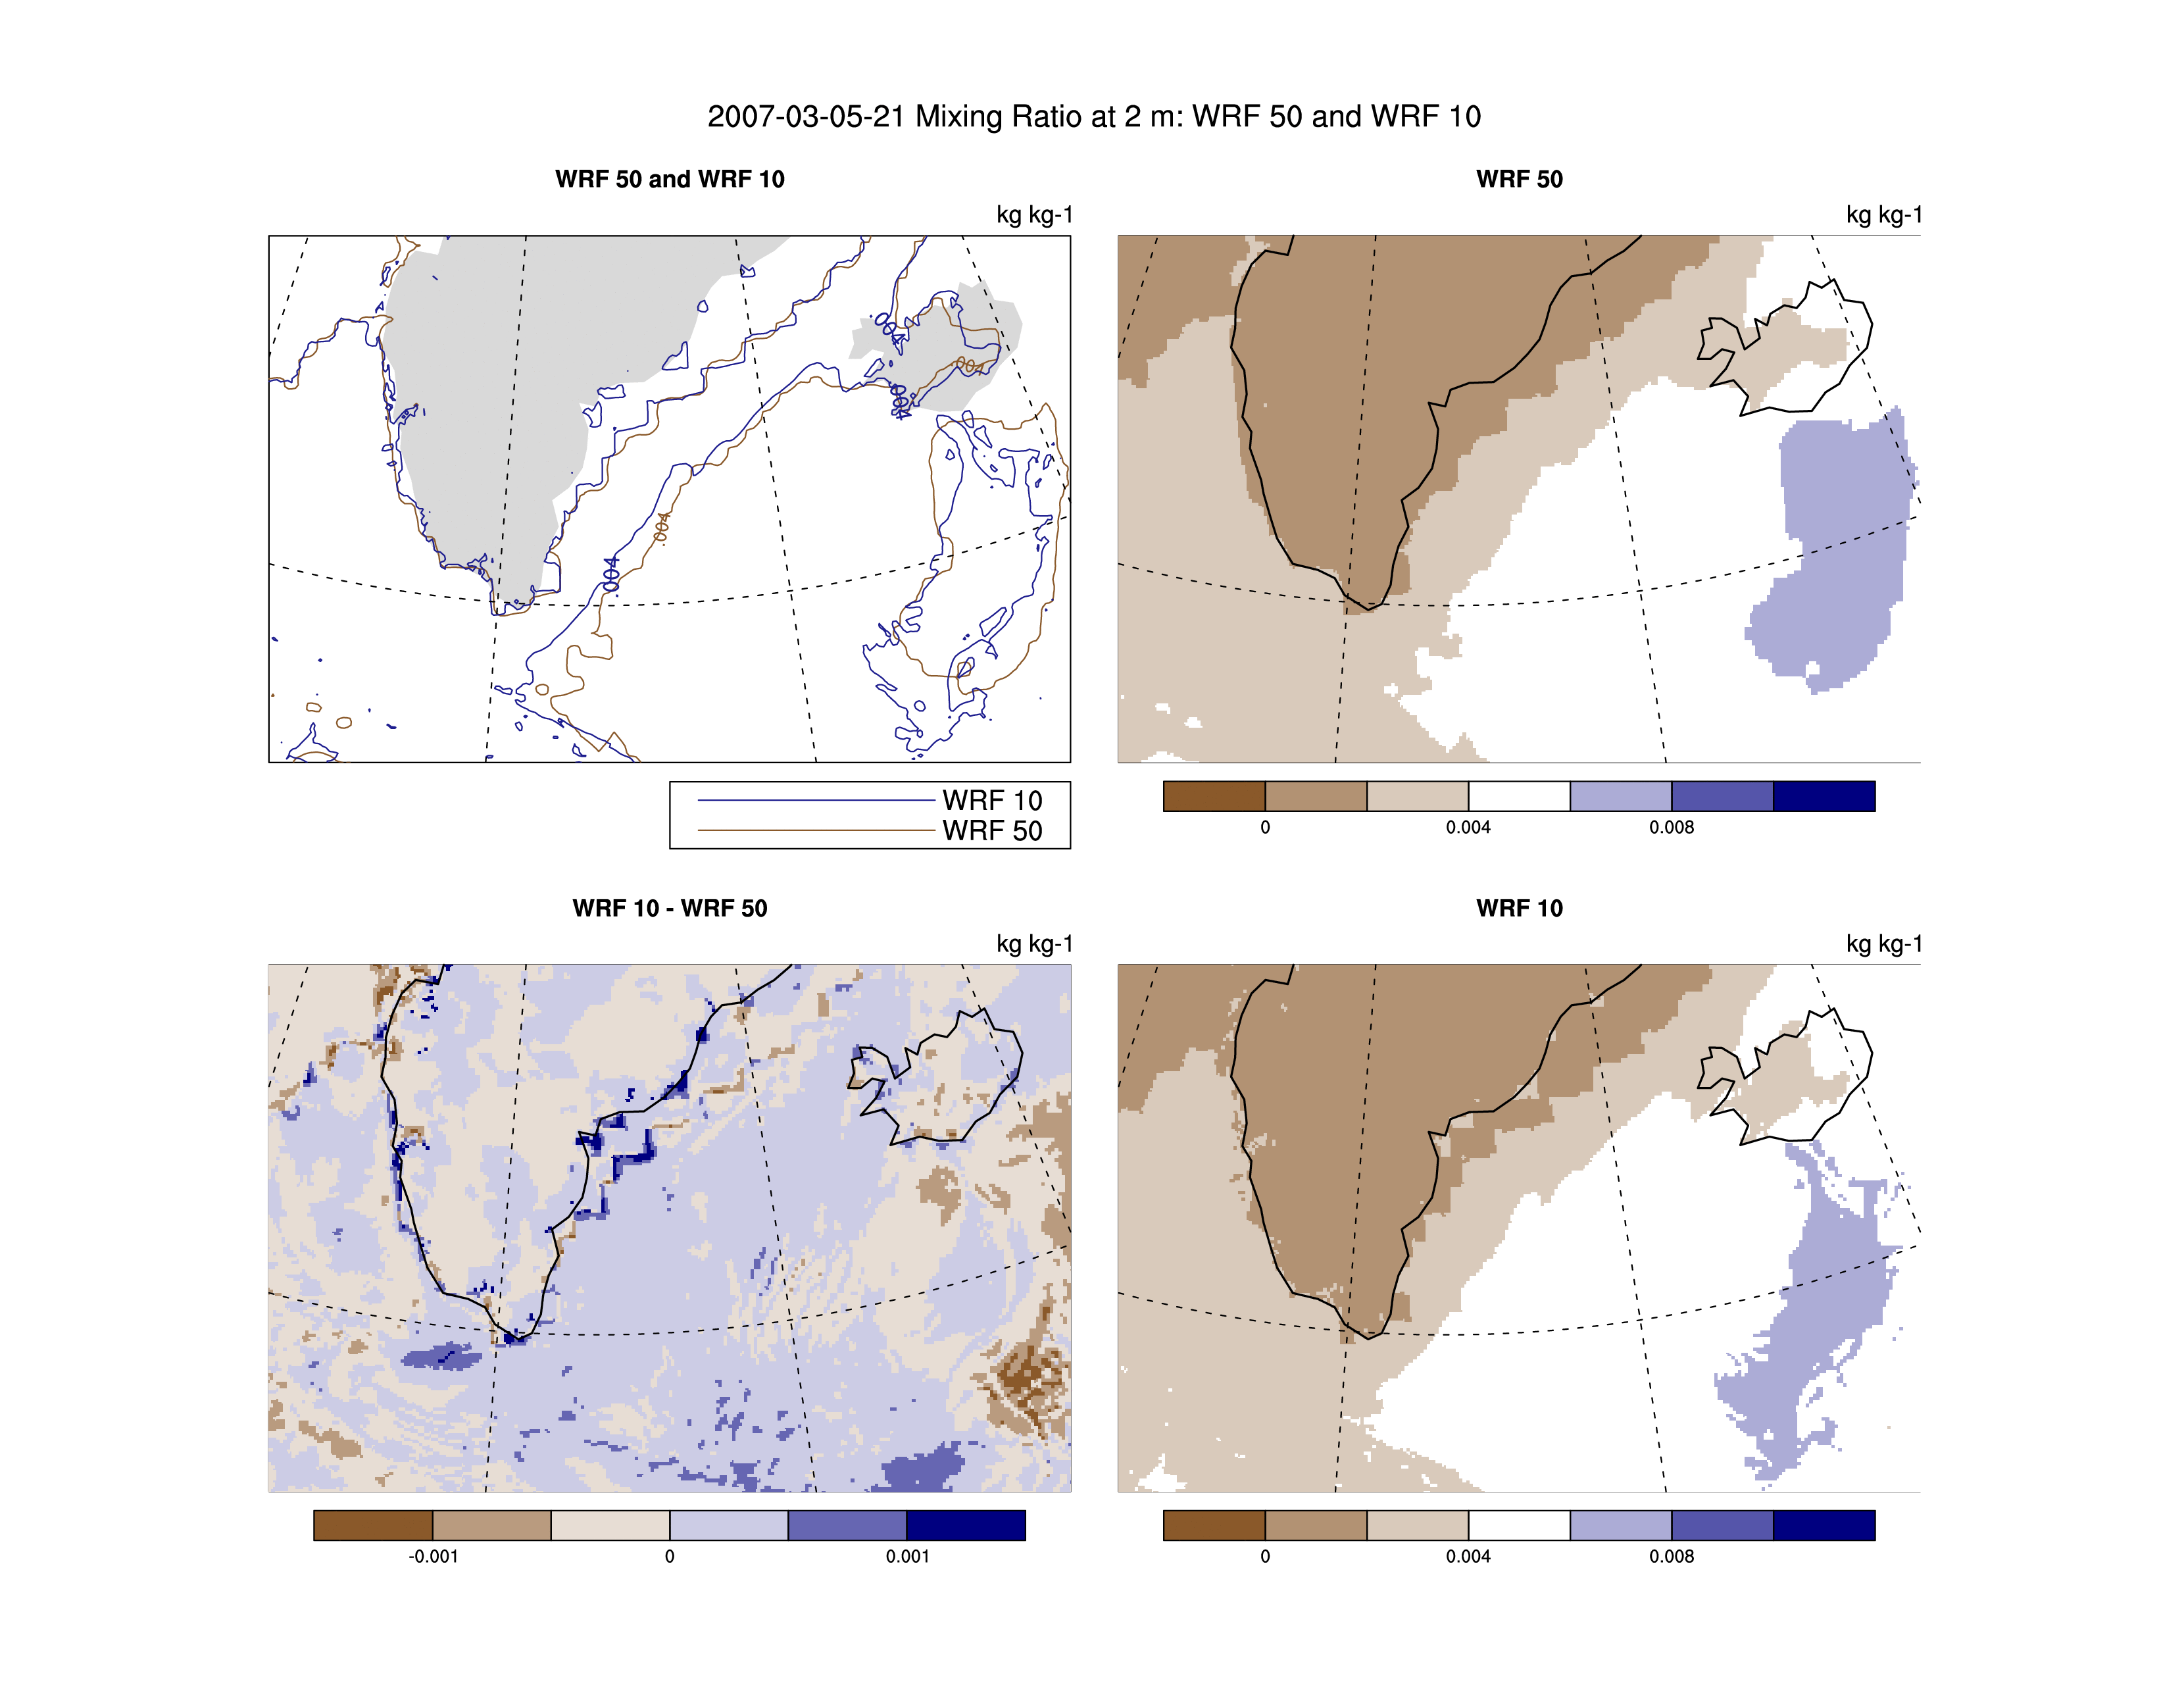 2007-03-05-21 Mixing Ratio at 2 m: WRF 50 and WRF 10
WRF 50 and WRF 10
kg kg-1
.004
.004
.004
.004
.004
WRF 10
WRF 50
WRF 50
kg kg-1
0 0.004 0.008
WRF 10 - WRF 50
kg kg-1
-0.001 0 0.001
WRF 10
kg kg-1
0 0.004 0.008